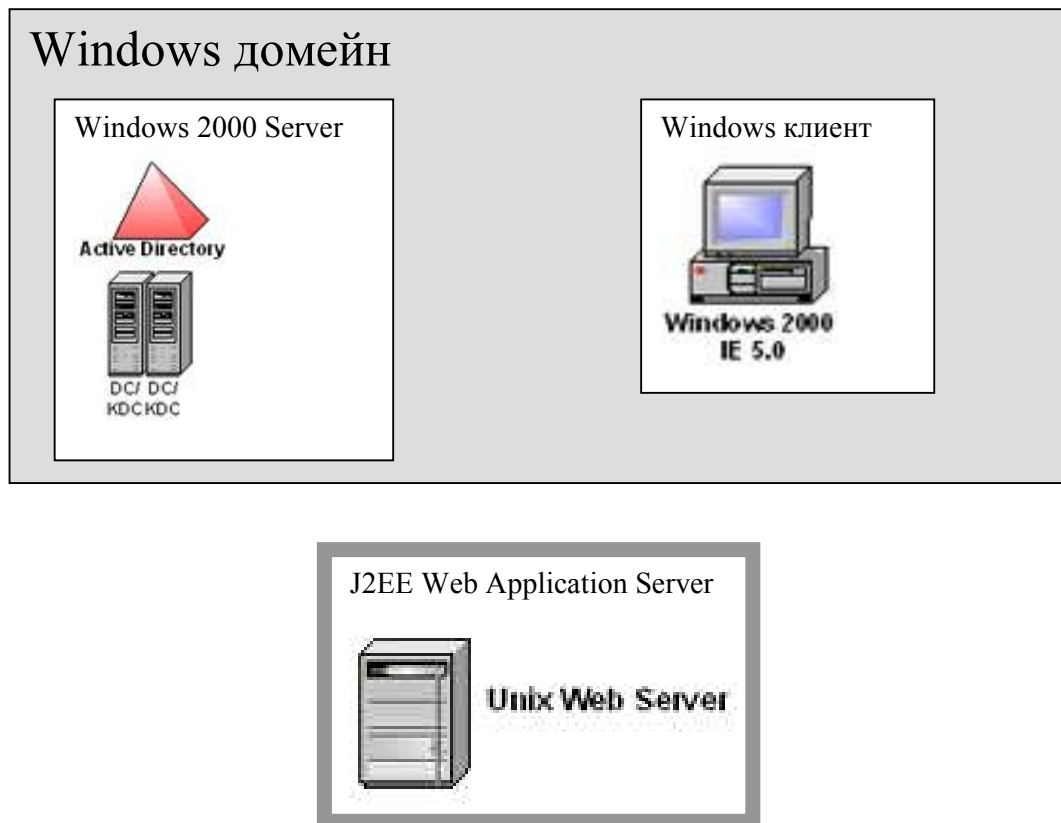 Windows домейн
Windows 2000 Server
Active Directory
DC/ DC/
KDC KDC
Windows клиент
Windows 2000
IE 5.0
J2EE Web Application Server
Unix Web Server